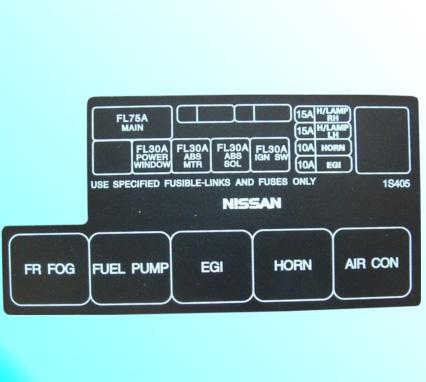 FL75A
MAIN
15A H/LAMP RH
15A H/LAMP LH
10A HORN
10A EGI
FL30A POWER WINDOW
FL30A ABS MTR
FL30A ABS SOL
FL30A IGN SW
USE SPECIFIED FUSIBLE-LINKS AND FUSES ONLY
1S405
NISSAN
FR FOG
FUEL PUMP
EGI
HORN
AIR CON